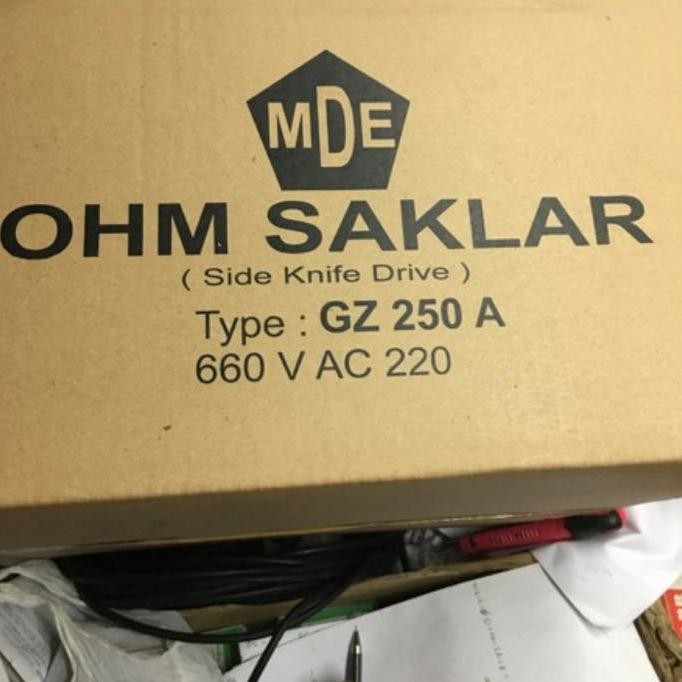 MDE
OHM SAKLAR
( Side Knife Drive )
Type : GZ 250 A
660 V AC 220